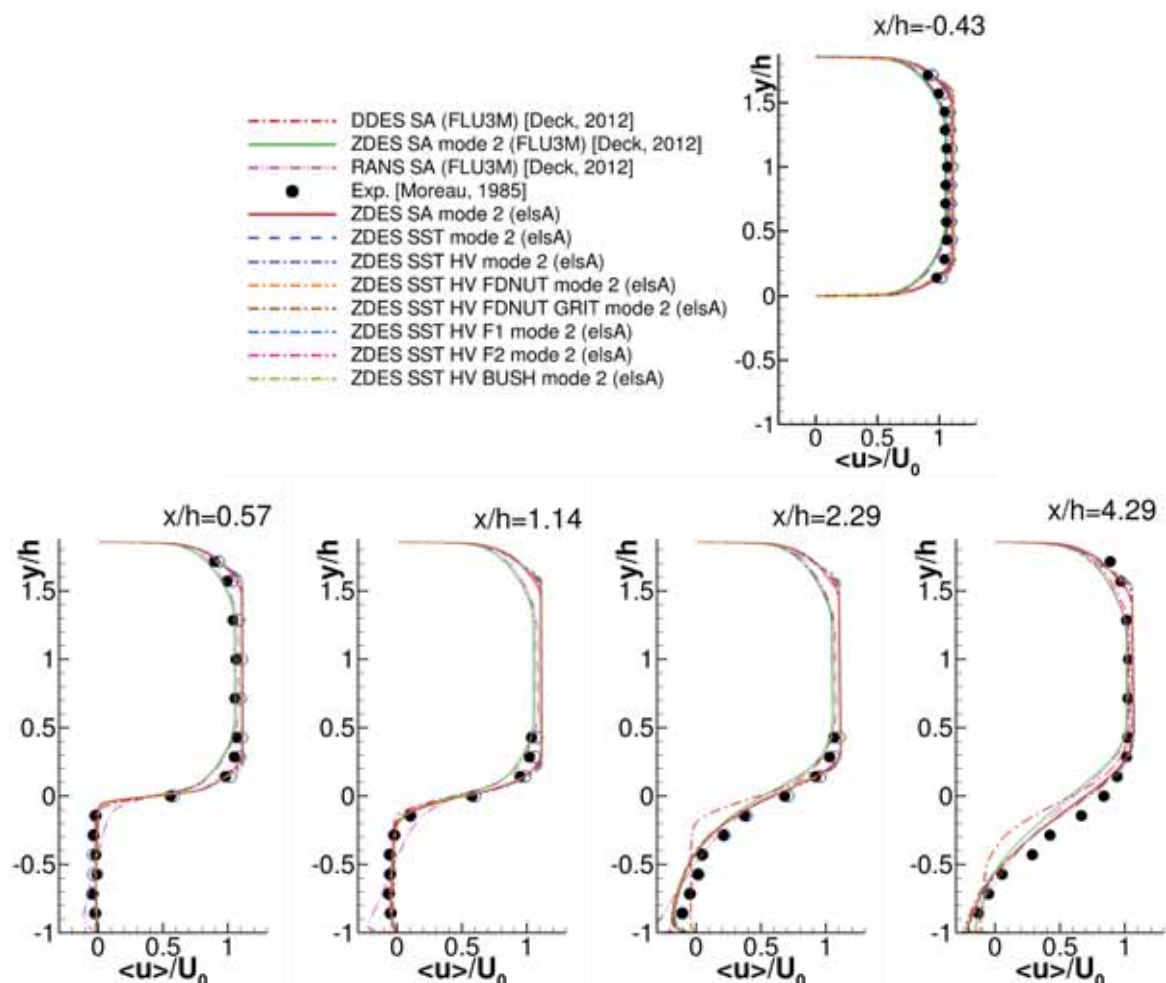 x/h=-0.43
y/h
1.5
1
0.5
0
-0.5
-1
0 0.5 1
<u>/U₀
DDES SA (FLU3M) [Deck, 2012]
ZDES SA mode 2 (FLU3M) [Deck, 2012]
RANS SA (FLU3M) [Deck, 2012]
Exp. [Moreau, 1985]
ZDES SA mode 2 (elsA)
ZDES SST mode 2 (elsA)
ZDES SST HV mode 2 (elsA)
ZDES SST HV FDNUT mode 2 (elsA)
ZDES SST HV FDNUT GRIT mode 2 (elsA)
ZDES SST HV F1 mode 2 (elsA)
ZDES SST HV F2 mode 2 (elsA)
ZDES SST HV BUSH mode 2 (elsA)
x/h=0.57
y/h
1.5
1
0.5
0
-0.5
-1
0 0.5 1
<u>/U₀
x/h=1.14
y/h
1.5
1
0.5
0
-0.5
-1
0 0.5 1
<u>/U₀
x/h=2.29
y/h
1.5
1
0.5
0
-0.5
-1
0 0.5 1
<u>/U₀
x/h=4.29
y/h
1.5
1
0.5
0
-0.5
-1
0 0.5 1
<u>/U₀